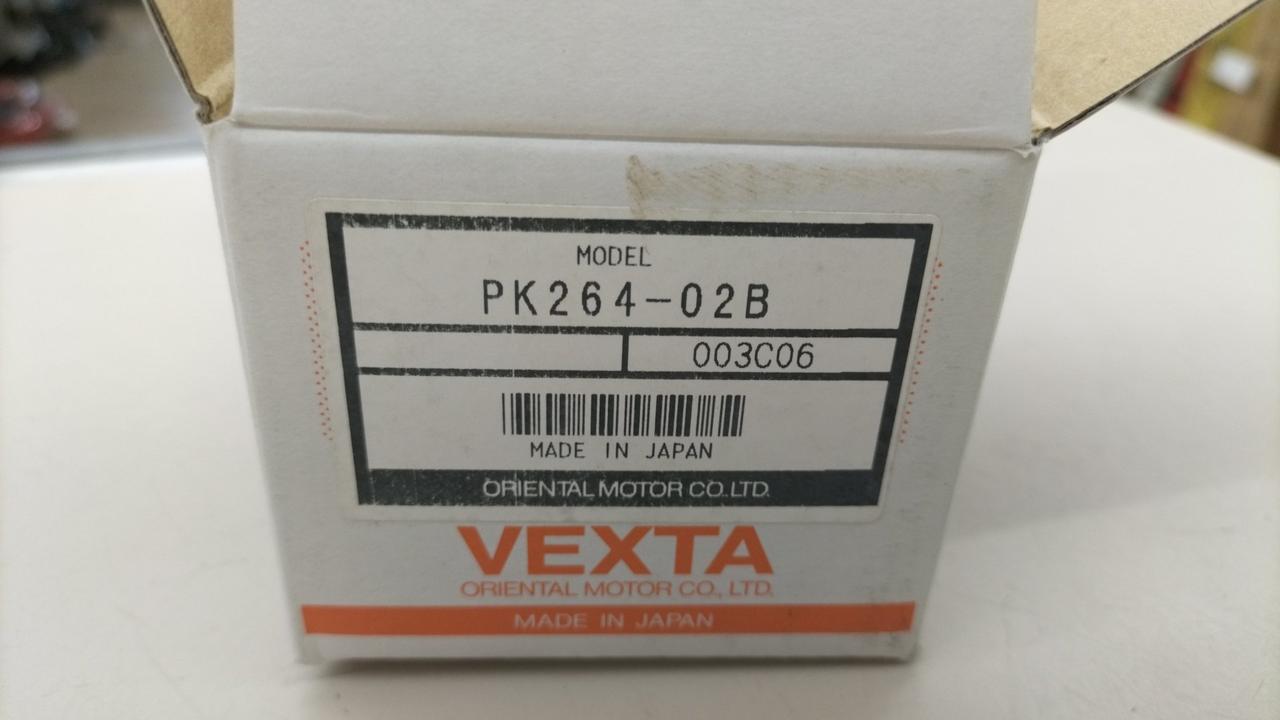 MODEL
PK264-02B
003C06
MADE IN JAPAN
ORIENTAL MOTOR CO.LTD.
VEXTA
ORIENTAL MOTOR CO., LTD.
MADE IN JAPAN